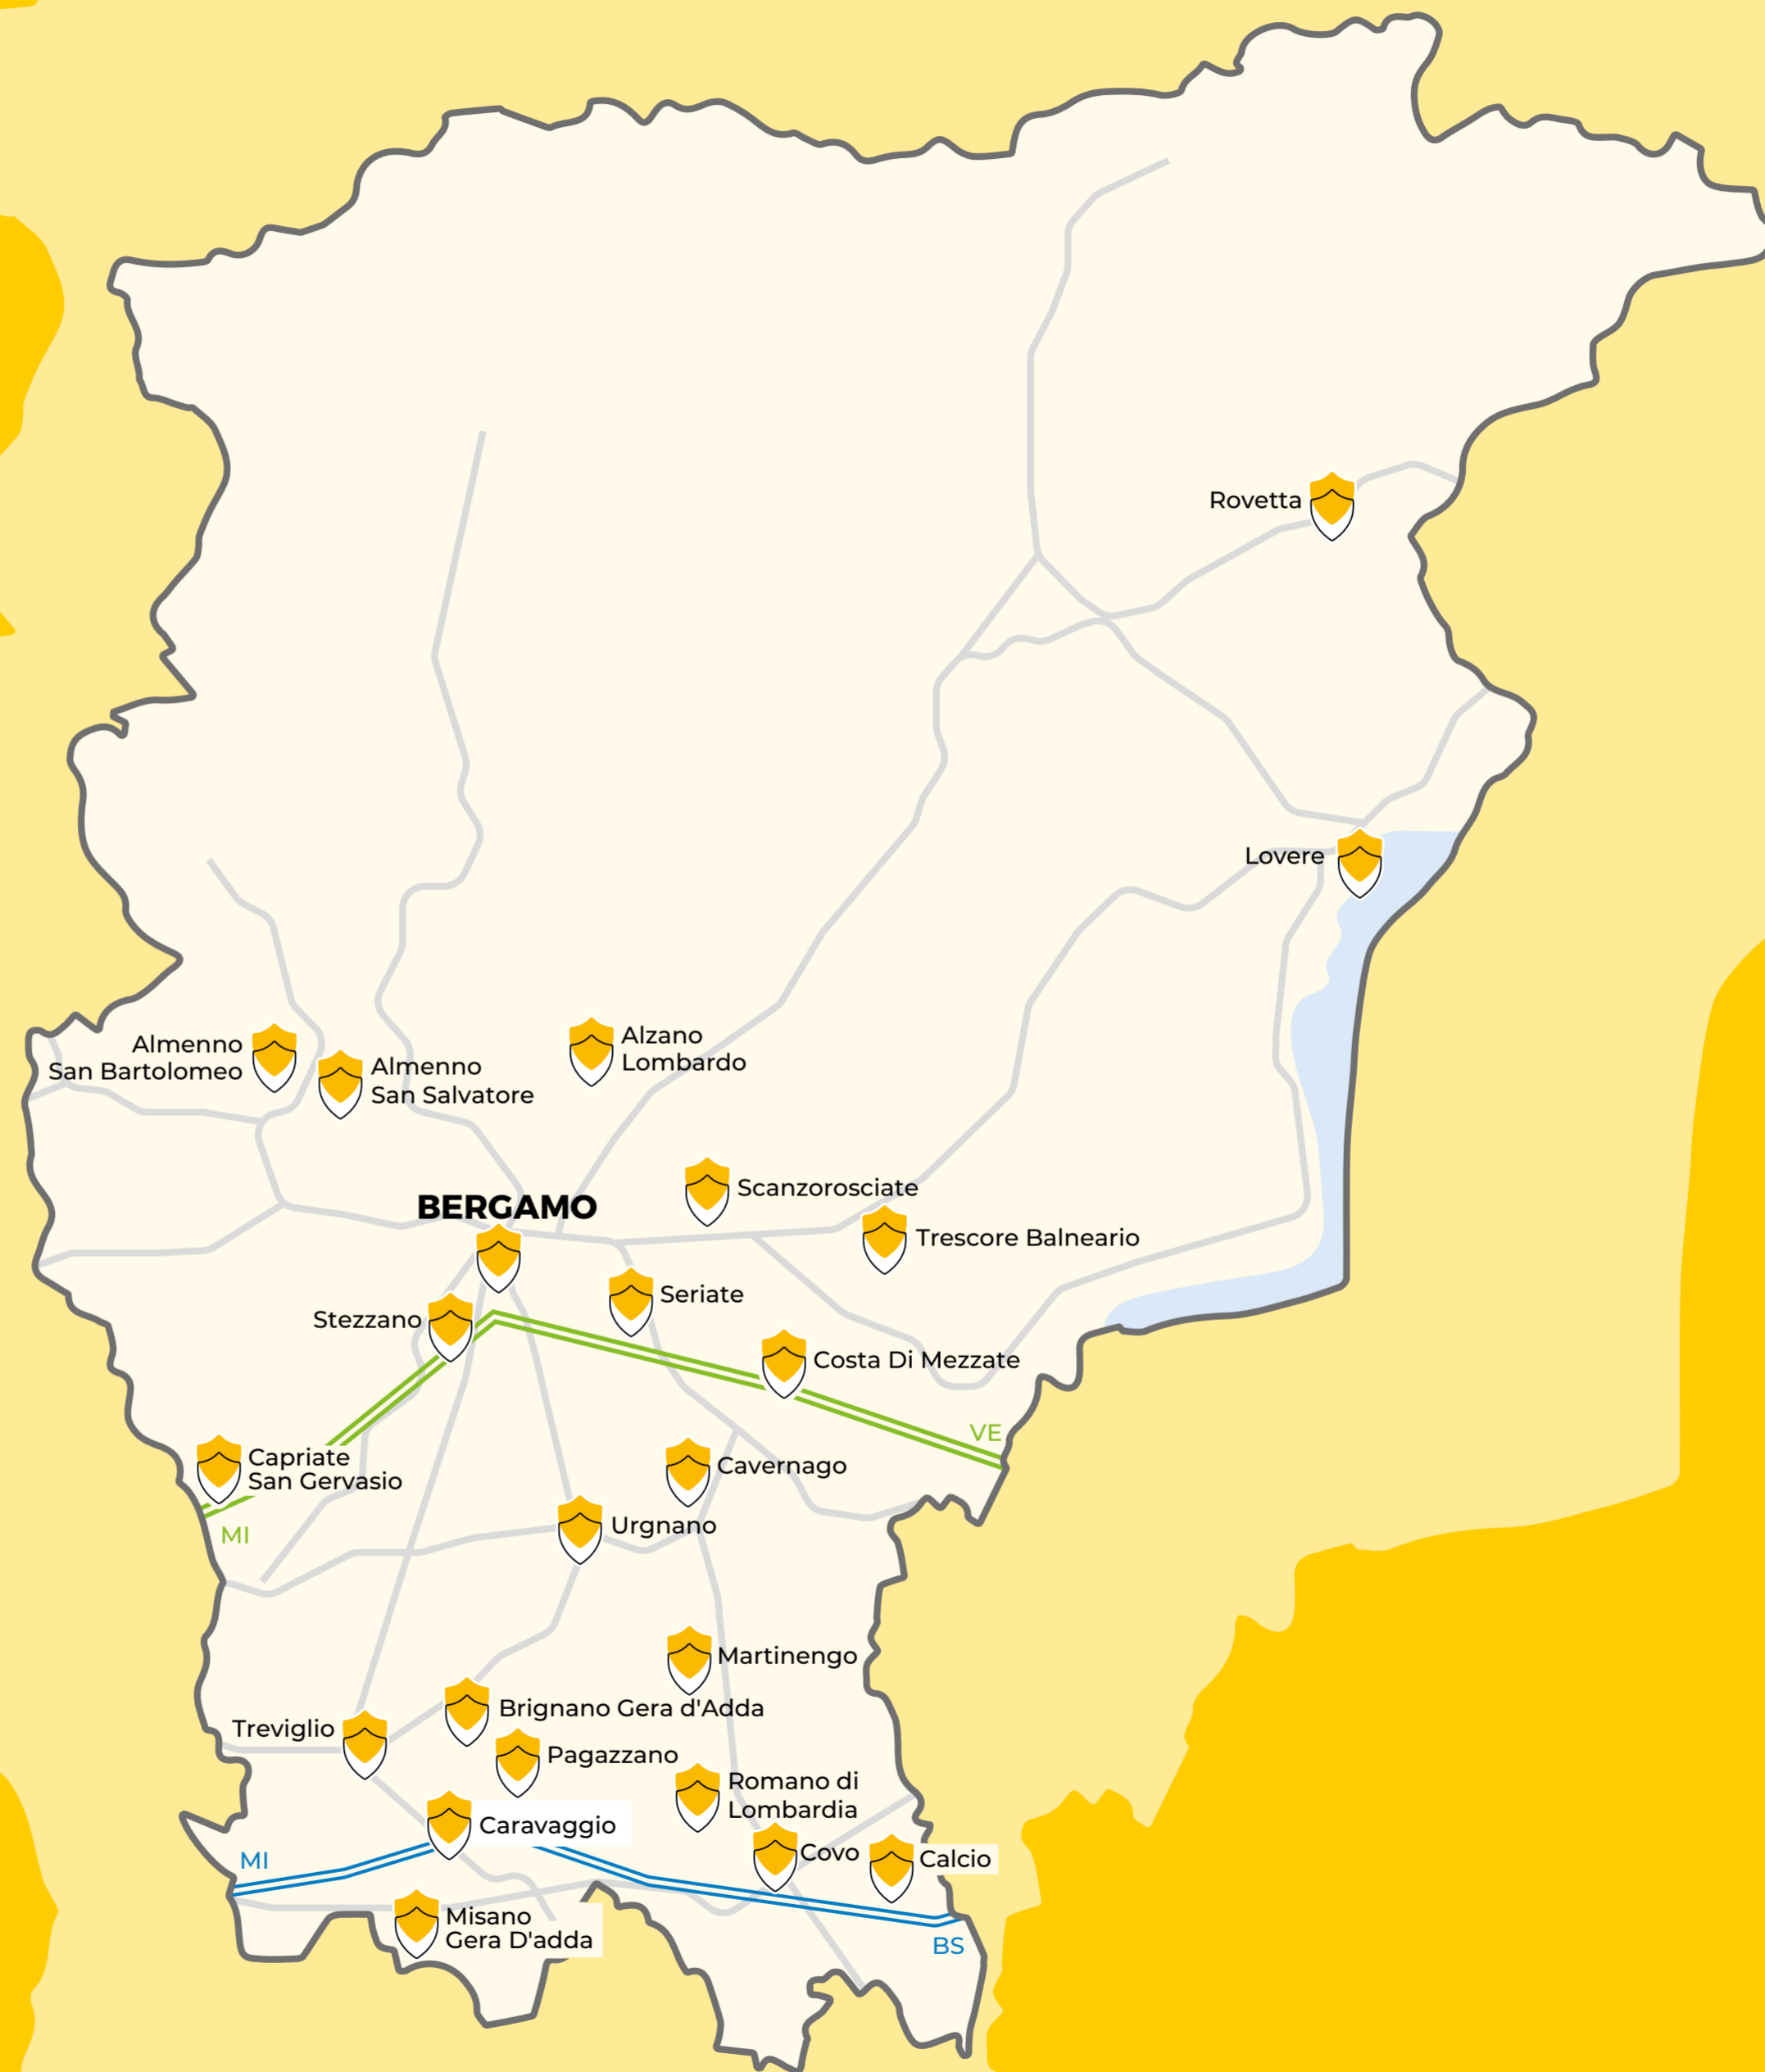 Rovetta
Lovere
Almenno
San Bartolomeo
Almenno
San Salvatore
Alzano
Lombardo
Scanzorosciate
BERGAMO
Trescore Balneario
Seriate
Stezzano
Costa Di Mezzate
VE
Capriate
San Gervasio
Cavernago
MI
Urgnano
Martinengo
Brignano Gera d'Adda
Treviglio
Pagazzano
Romano di
Lombardia
Caravaggio
Covo
Calcio
MI
Misano
Gera D'adda
BS